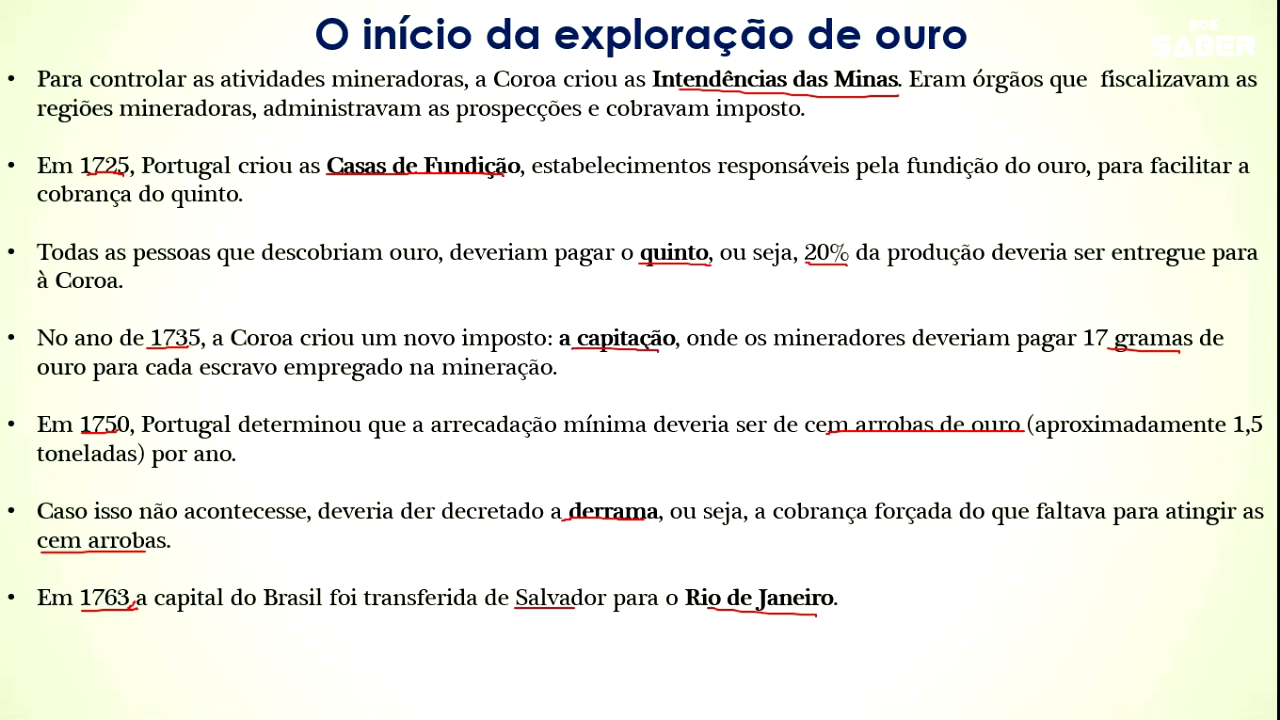 O início da exploração de ouro
SOS
SABER
• Para controlar as atividades mineradoras, a Coroa criou as Intendências das Minas. Eram órgãos que fiscalizavam as
regiões mineradoras, administravam as prospecções e cobravam imposto.
• Em 1725, Portugal criou as Casas de Fundição, estabelecimentos responsáveis pela fundição do ouro, para facilitar a
cobrança do quinto.
• Todas as pessoas que descobriam ouro, deveriam pagar o quinto, ou seja, 20% da produção deveria ser entregue para
à Coroa.
• No ano de 1735, a Coroa criou um novo imposto: a capitação, onde os mineradores deveriam pagar 17 gramas de
ouro para cada escravo empregado na mineração.
• Em 1750, Portugal determinou que a arrecadação mínima deveria ser de cem arrobas de ouro (aproximadamente 1,5
toneladas) por ano.
• Caso isso não acontecesse, deveria der decretado a derrama, ou seja, a cobrança forçada do que faltava para atingir as
cem arrobas.
• Em 1763, a capital do Brasil foi transferida de Salvador para o Rio de Janeiro.